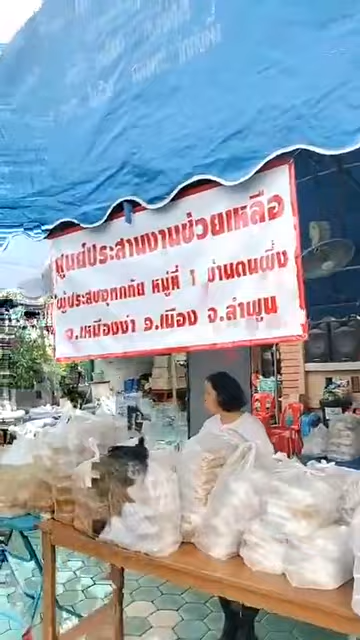 ศูนย์ประสานงานช่วยเหลือ
ผู้ประสบอุทกภัย หมู่ที่ 1 บ้านตนผึ้ง
ต.เหมืองง่า อ.เมือง จ.ลำพูน